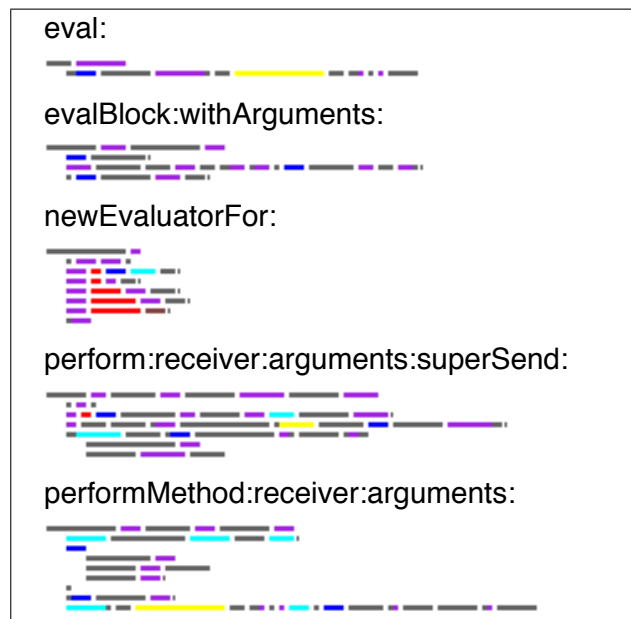 eval:
evalBlock:withArguments:
newEvaluatorFor:
perform:receiver:arguments:superSend:
performMethod:receiver:arguments: